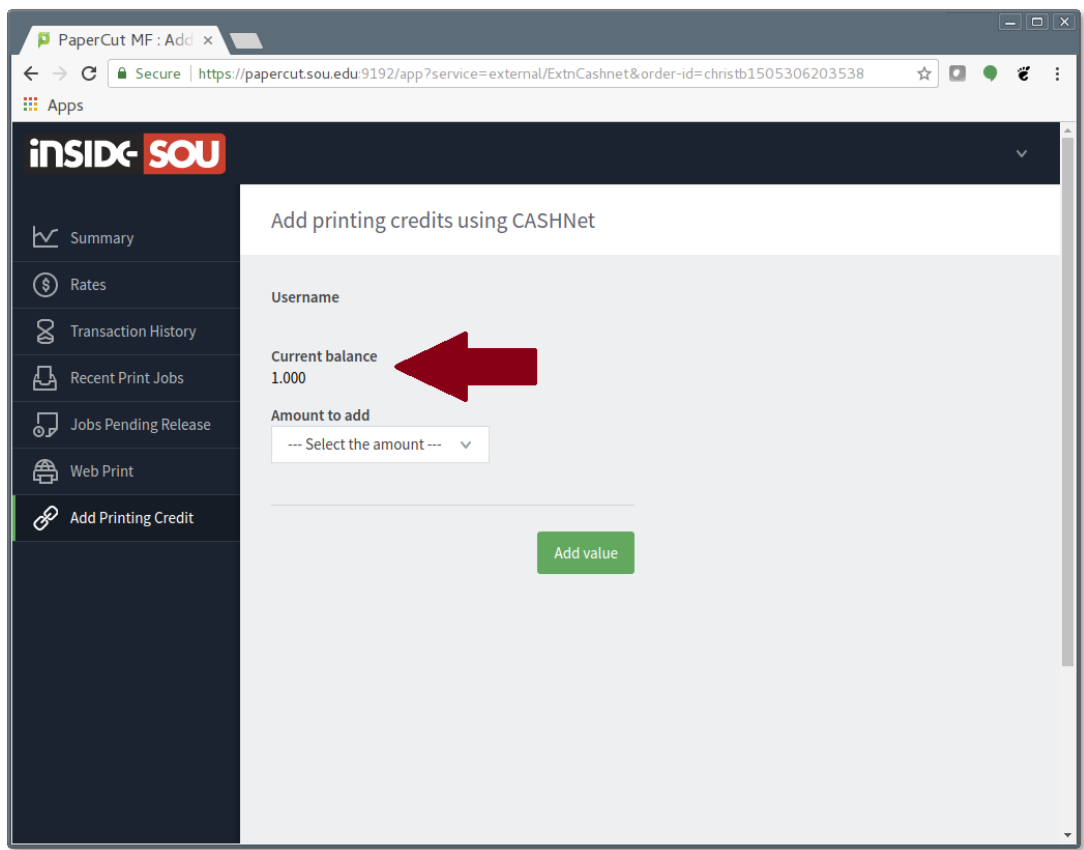 PaperCut MF : Add
Secure https://papercut.sou.edu:9192/app?service=external/ExtnCashnet&order-id=christb1505306203538
Apps
inSIDE SOU
Add printing credits using CASHNet
Summary
Rates
Transaction History
Recent Print Jobs
Jobs Pending Release
Web Print
Add Printing Credit
Username
Current balance
1.000
Amount to add
--- Select the amount ---
Add value